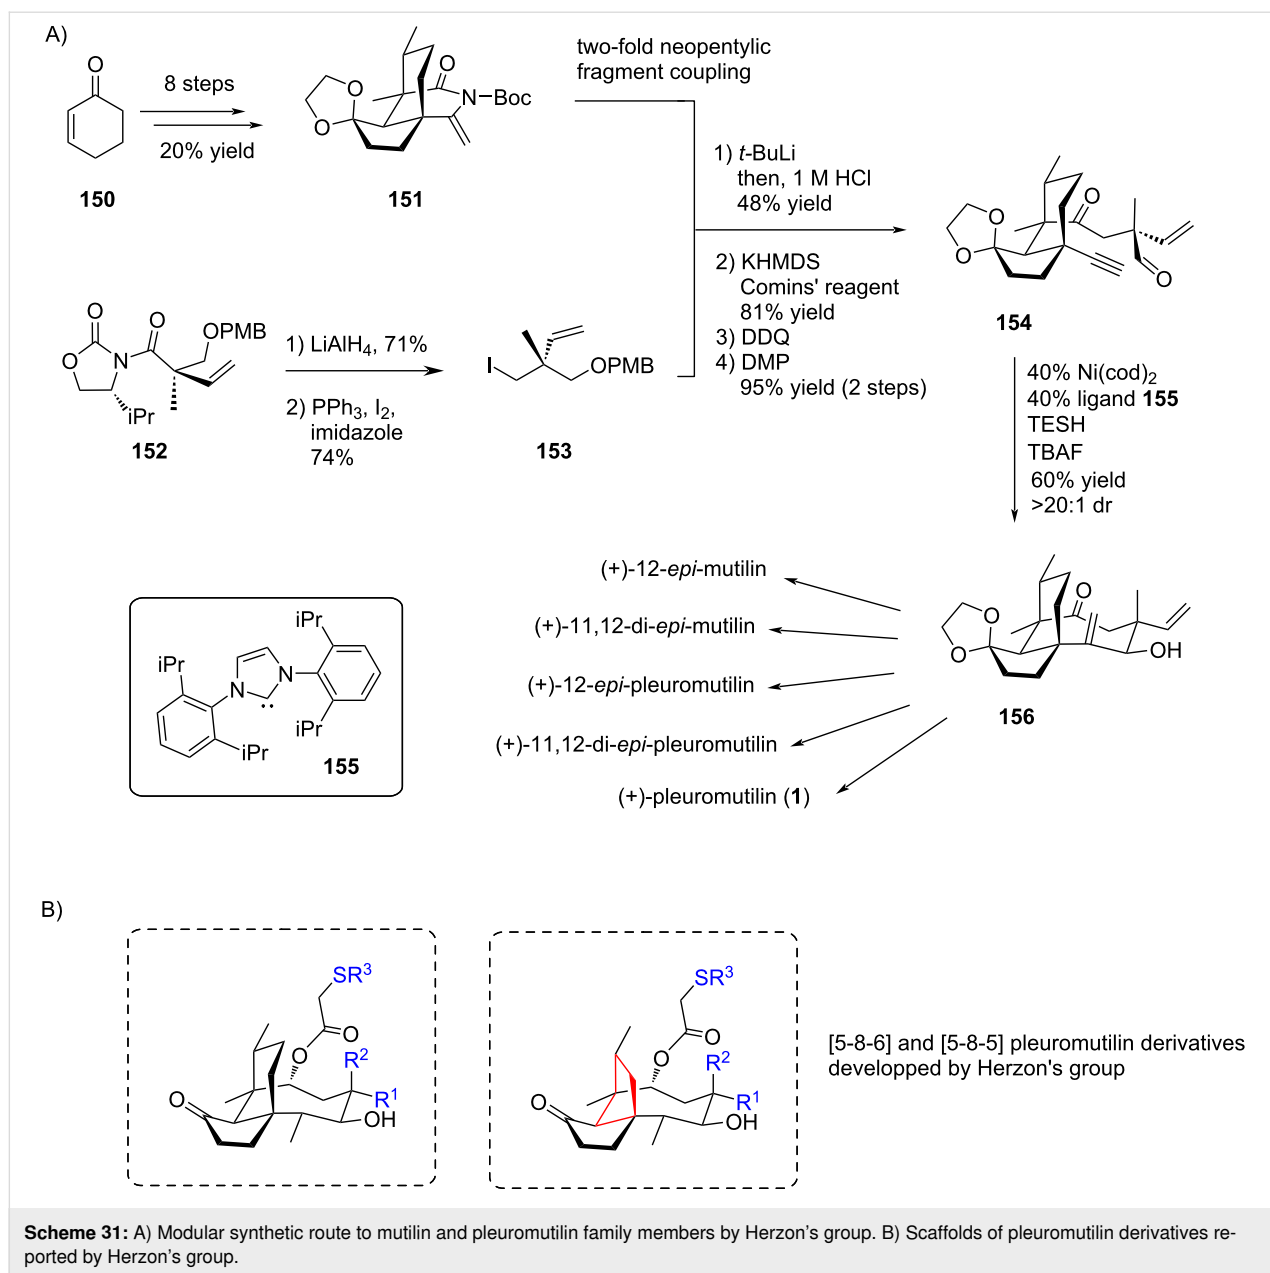 A)
O
8 steps
20% yield
150
O
O
O
N
Boc
151
two-fold neopentylic
fragment coupling
1) t-BuLi
then, 1 M HCl
48% yield
2) KHMDS
Comins' reagent
81% yield
3) DDQ
4) DMP
95% yield (2 steps)
O
O
O
O
154
O
O
O
N
OPMB
iPr
152
1) LiAlH4, 71%
2) PPh3, I2,
imidazole
74%
I
OPMB
153
40% Ni(cod)2
40% ligand 155
TESH
TBAF
60% yield
>20:1 dr
O
O
O
OH
156
(+)-12-epi-mutilin
(+)-11,12-di-epi-mutilin
(+)-12-epi-pleuromutilin
(+)-11,12-di-epi-pleuromutilin
(+)-pleuromutilin (1)
iPr
iPr
N
N
iPr
iPr
155
B)
SR3
O
O
R2
R1
O
OH
SR3
O
O
R2
R1
O
OH
[5-8-6] and [5-8-5] pleuromutilin derivatives
developped by Herzon's group
Scheme 31: A) Modular synthetic route to mutilin and pleuromutilin family members by Herzon's group. B) Scaffolds of pleuromutilin derivatives re-
ported by Herzon's group.